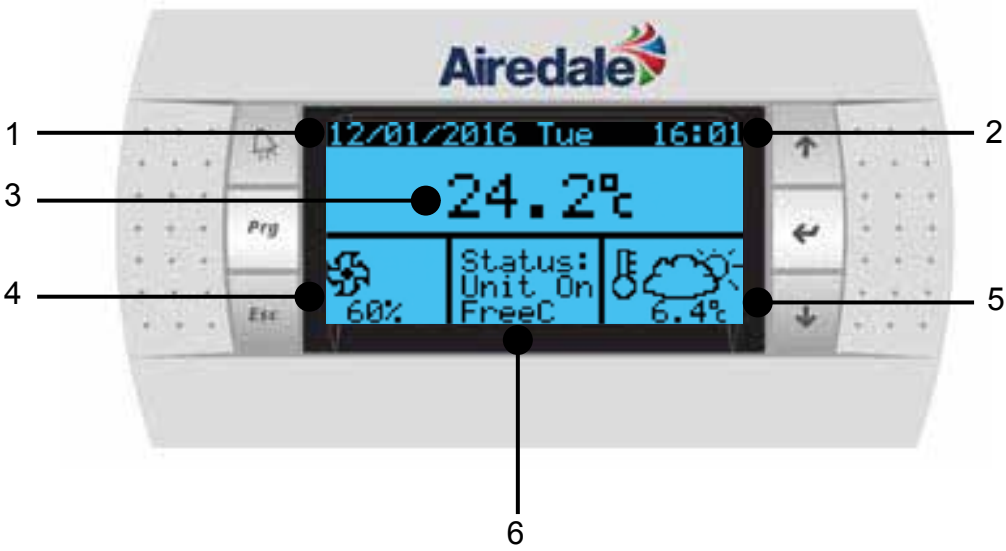 Airedale
1 12/01/2016 Tue 16:01 2
3 24.2℃
Prg
Status:
Unit On
4 60% FreeC 6.4℃ 5
Esc
6